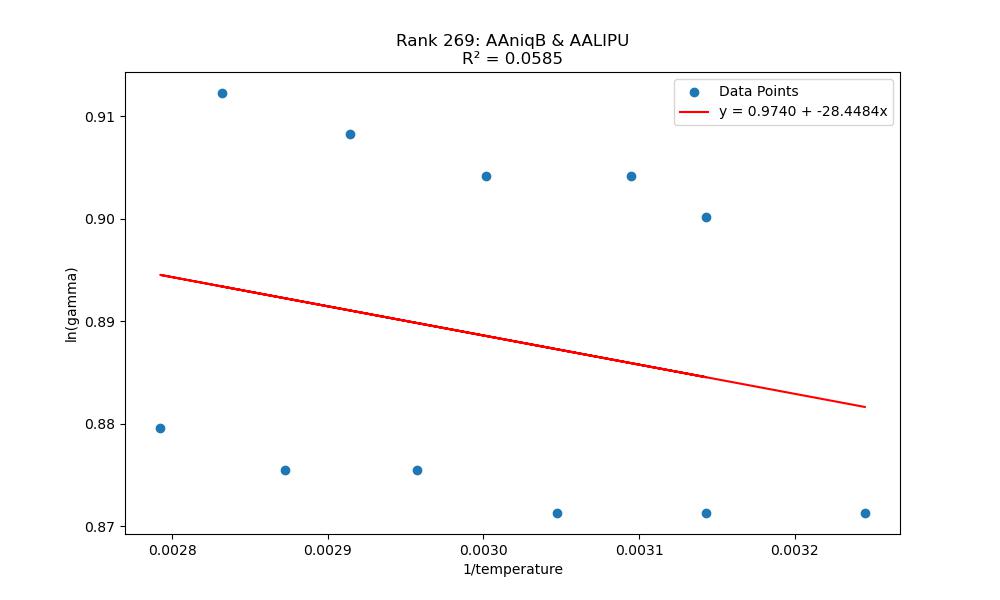 Rank 269: AAniqB & AALIPU
R² = 0.0585
Data Points
y = 0.9740 + -28.4484x
0.91
0.90
0.89
0.88
0.87
ln(gamma)
0.0028
0.0029
0.0030
0.0031
0.0032
1/temperature